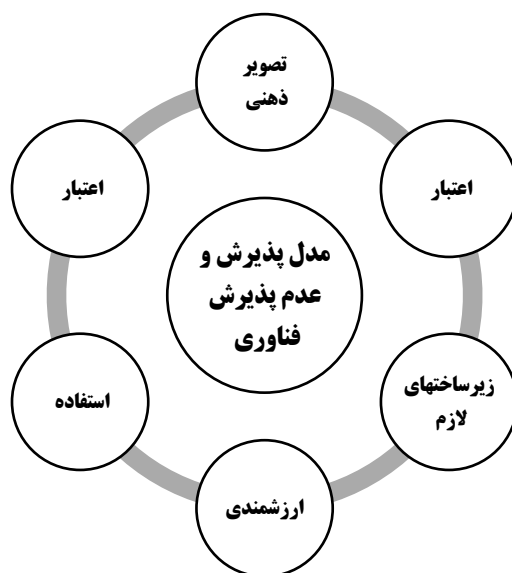 تصویر
ذهنی
اعتبار
زیرساختهای
لازم
ارزشمندی
استفاده
اعتبار
مدل پذیرش و
عدم پذیرش
فناوری